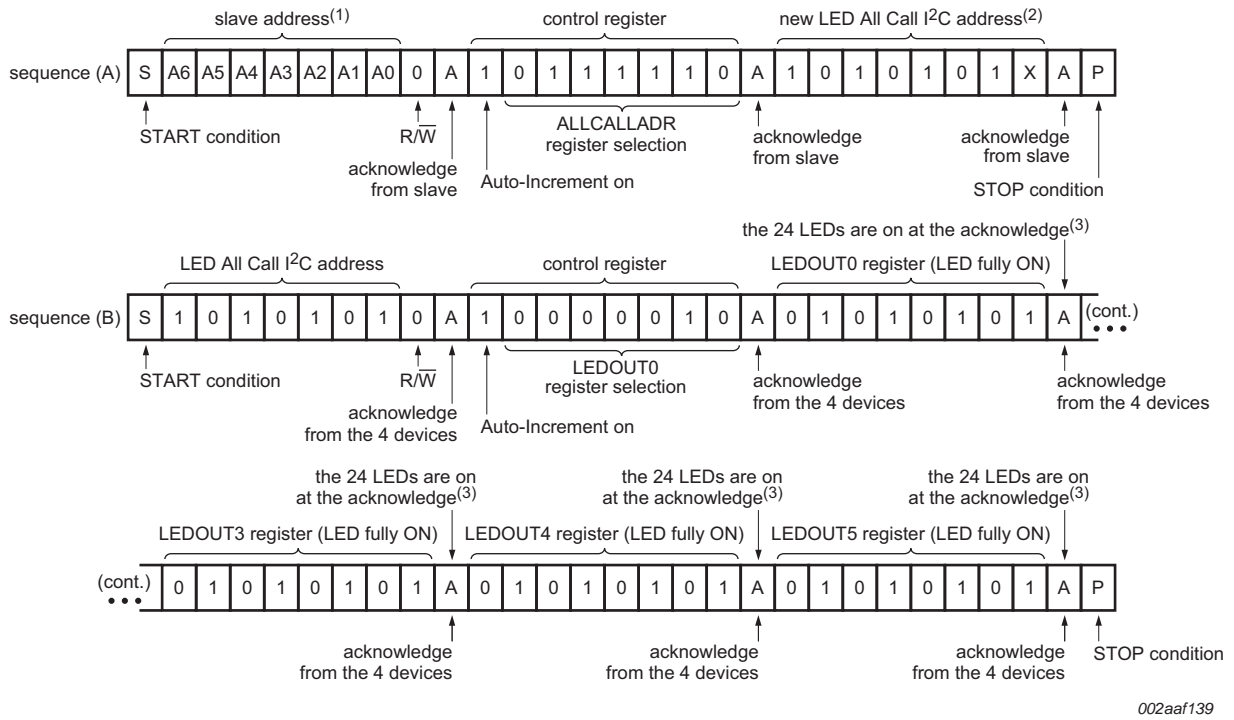 slave address(1)
control register
new LED All Call I2C address(2)
sequence (A) S A6 A5 A4 A3 A2 A1 A0 0 A 1 0 1 1 1 1 1 0 A 1 0 1 0 1 0 1 X A P
START condition
R/W
acknowledge
from slave
Auto-Increment on
ALLCALLADR
register selection
acknowledge
from slave
acknowledge
from slave
STOP condition
the 24 LEDs are on at the acknowledge(3)
LED All Call I2C address
control register
LEDOUT0 register (LED fully ON)
sequence (B) S 1 0 1 0 1 0 1 0 A 1 0 0 0 0 0 1 0 A 0 1 0 1 0 1 0 1 A (cont.)
START condition
R/W
acknowledge
from the 4 devices
Auto-Increment on
LEDOUT0
register selection
acknowledge
from the 4 devices
acknowledge
from the 4 devices
the 24 LEDs are on
at the acknowledge(3)
the 24 LEDs are on
at the acknowledge(3)
the 24 LEDs are on
at the acknowledge(3)
LEDOUT3 register (LED fully ON)
LEDOUT4 register (LED fully ON)
LEDOUT5 register (LED fully ON)
(cont.) 0 1 0 1 0 1 0 1 A 0 1 0 1 0 1 0 1 A 0 1 0 1 0 1 0 1 A P
acknowledge
from the 4 devices
acknowledge
from the 4 devices
acknowledge
from the 4 devices
STOP condition
002aaf139